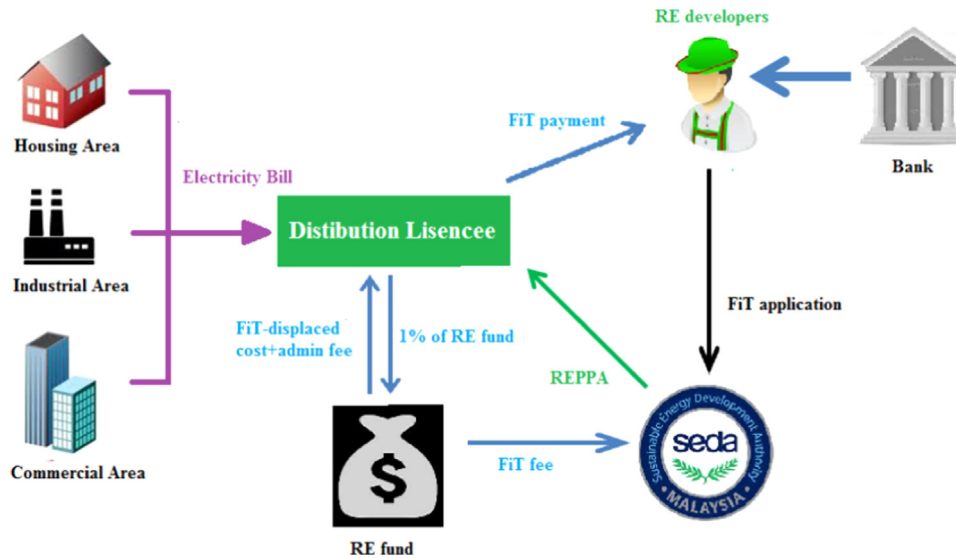 RE developers
Housing Area
FiT payment
Bank
Electricity Bill
Distibution Lisencee
Industrial Area
FiT-displaced
cost+admin fee
1% of RE fund
FiT application
REPPA
Commercial Area
$
FiT fee
Sustainable Energy Development Authority
seda
• MALAYSIA •
RE fund